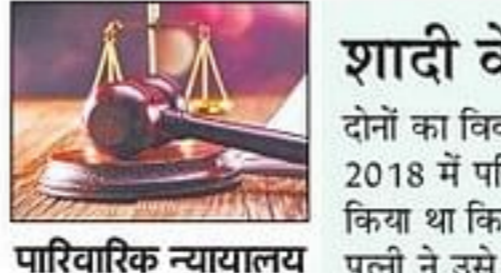 पारिवारिक न्यायालय
शादी
दोनों का
2018 में
किया था कि
पत्नी ने उसे